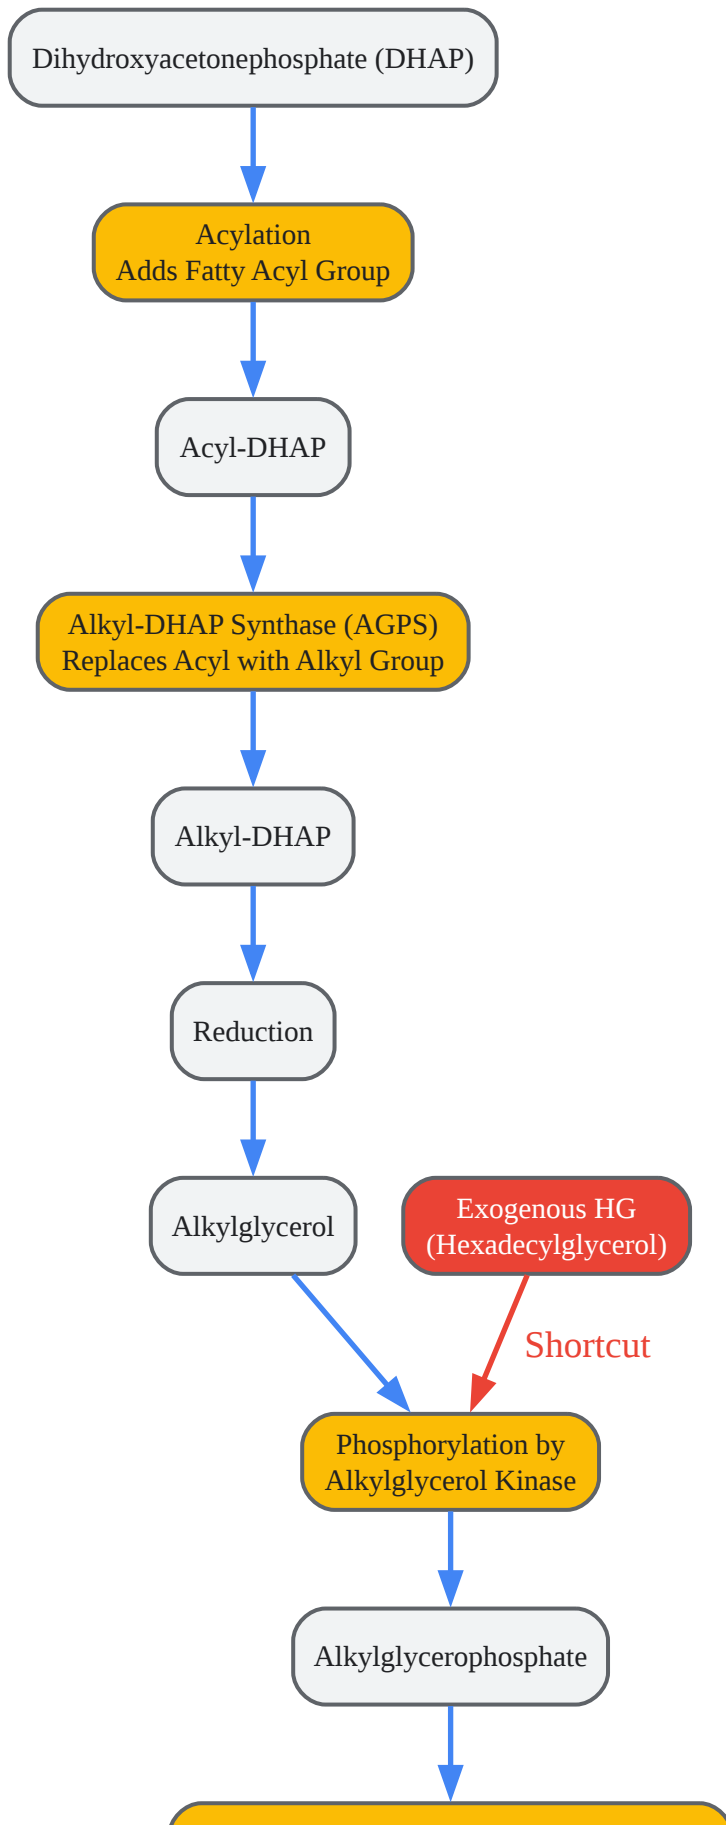 Dihydroxyacetonephosphate (DHAP)
Acylation
Adds Fatty Acyl Group
Acyl-DHAP
Alkyl-DHAP Synthase (AGPS)
Replaces Acyl with Alkyl Group
Alkyl-DHAP
Reduction
Alkylglycerol
Exogenous HG
(Hexadecylglycerol)
Shortcut
Phosphorylation by
Alkylglycerol Kinase
Alkylglycerophosphate